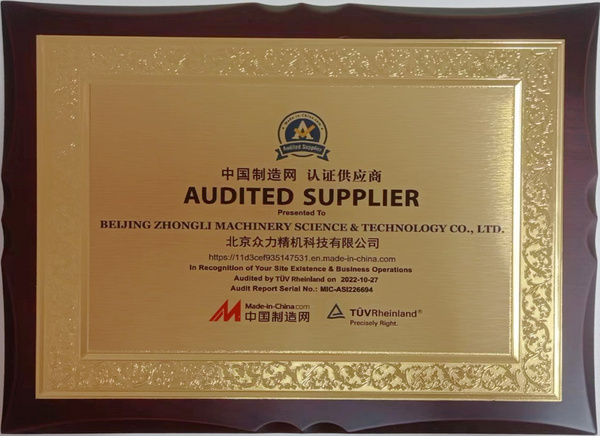 Made-in-China.com
Audited Supplier
中国制造网 认证供应商
AUDITED SUPPLIER
Presented To
BEIJING ZHONGLI MACHINERY SCIENCE & TECHNOLOGY CO., LTD.
北京众力精机科技有限公司
https://11d3cef935147531.en.made-in-china.com
In Recognition of Your Site Existence & Business Operations
Audited by TÜV Rheinland on 2022-10-27
Audit Report Serial No.: MIC-ASI226694
Made-in-China.com
中国制造网
TÜVRheinland®
Precisely Right.